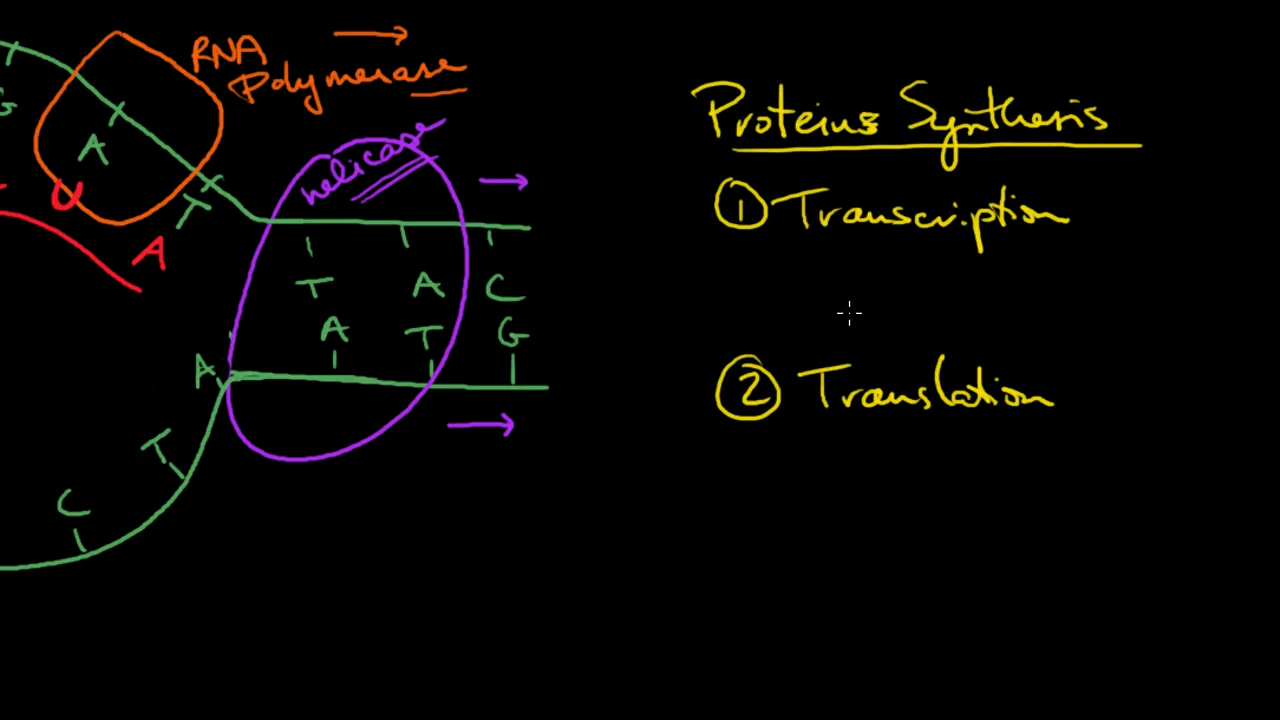 RNA
Polymerase
G
A
U
T
A
helicase
T A C
A T G
A
T
C
Proteins Synthesis
① Transcription
② Translation